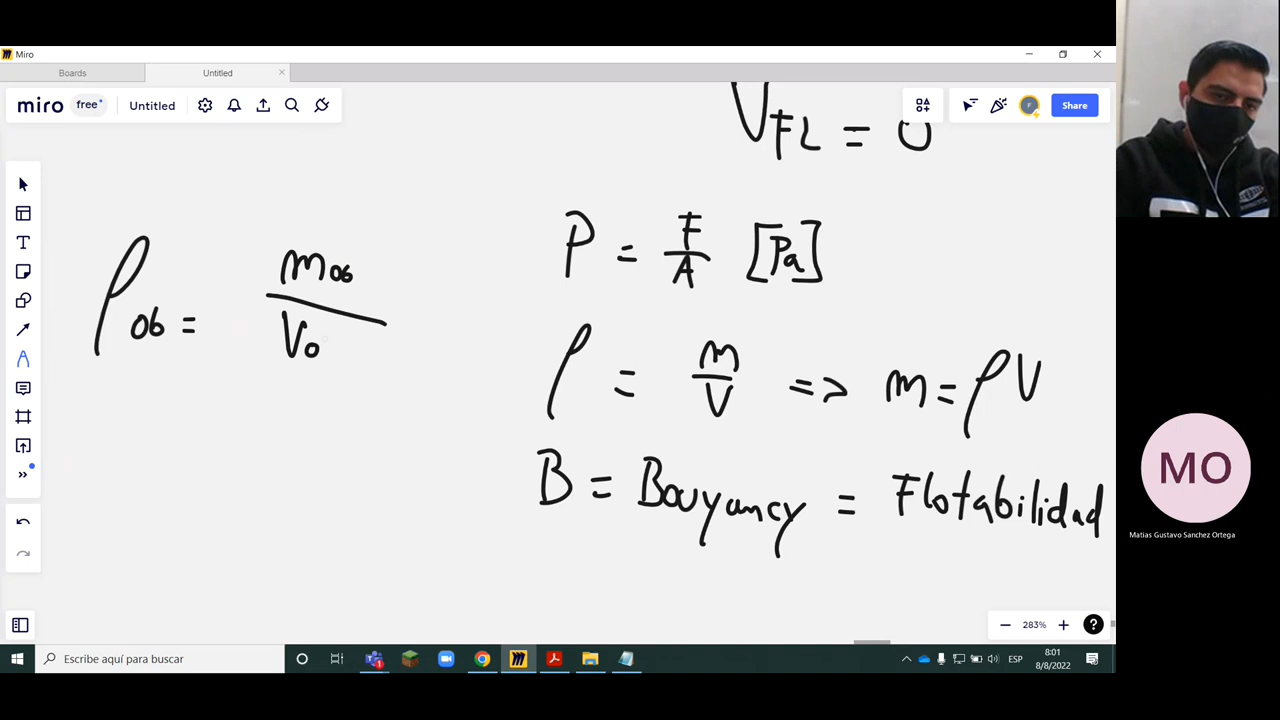 Miro
Boards
Untitled
miro free Untitled
Share
V_FL = 0
P = F/A [Pa]
ρ_ob = m_ob / V_o
ρ = m/V => m = ρV
B = Bouyancy = Flotabilidad
MO
Matias Gustavo Sanchez Ortega
283%
Escribe aquí para buscar
ESP
8:01
8/8/2022